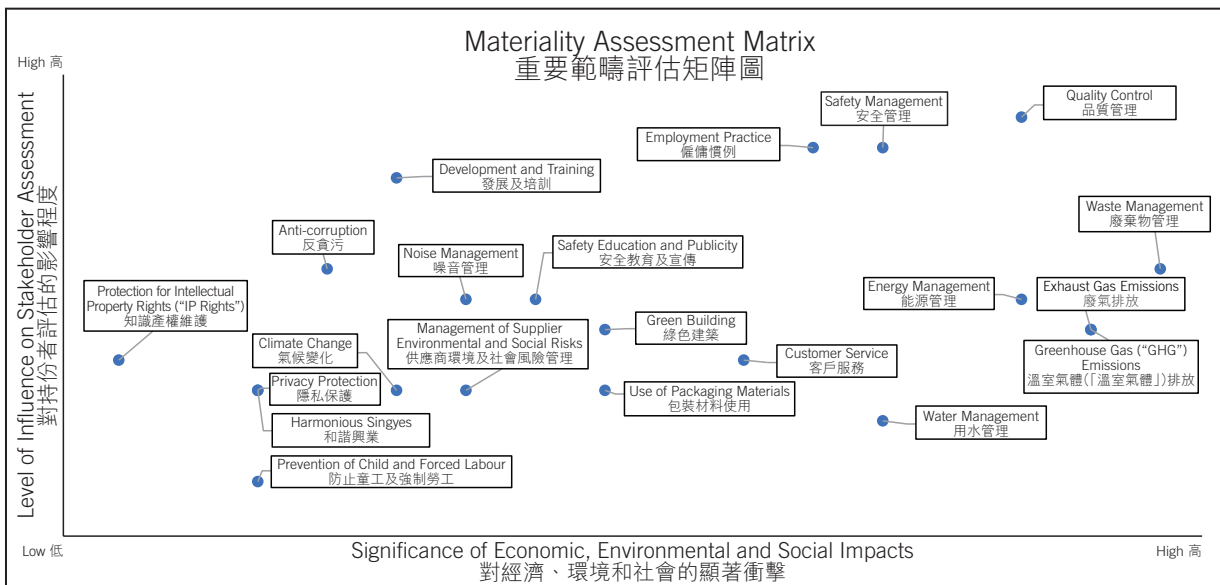 Materiality Assessment Matrix
重要範疇評估矩陣圖
High 高
Level of Influence on Stakeholder Assessment
對持份者評估的影響程度
Quality Control
品質管理
Safety Management
安全管理
Employment Practice
僱傭慣例
Development and Training
發展及培訓
Waste Management
廢棄物管理
Anti-corruption
反貪污
Noise Management
噪音管理
Safety Education and Publicity
安全教育及宣傳
Protection for Intellectual
Property Rights (“IP Rights”)
知識產權維護
Energy Management
能源管理
Exhaust Gas Emissions
廢氣排放
Climate Change
氣候變化
Management of Supplier
Environmental and Social Risks
供應商環境及社會風險管理
Green Building
綠色建築
Customer Service
客戶服務
Greenhouse Gas (“GHG”)
Emissions
溫室氣體(「溫室氣體」)排放
Privacy Protection
隱私保護
Use of Packaging Materials
包裝材料使用
Harmonious Singyes
和諧興業
Water Management
用水管理
Prevention of Child and Forced Labour
防止童工及強制勞工
Low 低
Significance of Economic, Environmental and Social Impacts
對經濟、環境和社會的顯著衝擊
High 高